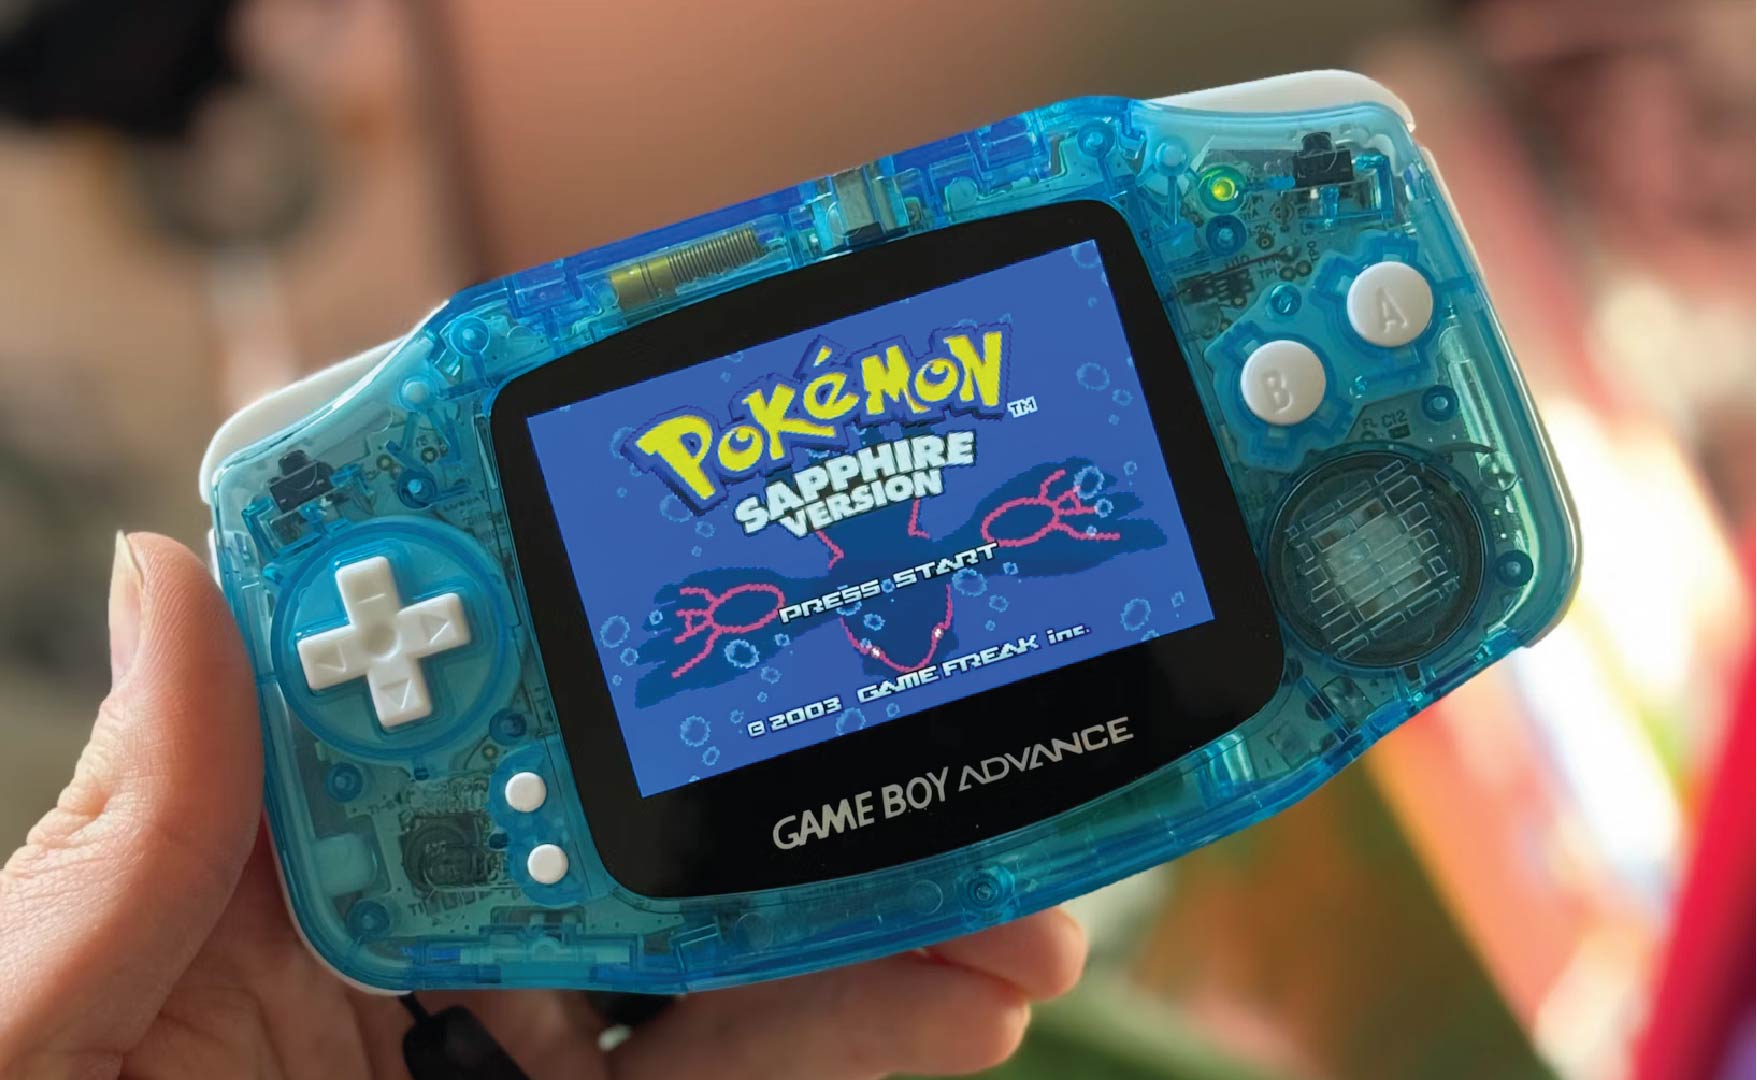 POKéMON
TM
SAPPHIRE
VERSION
PRESS START
©2003 GAME FREAK inc.
GAME BOY ADVANCE
A
B